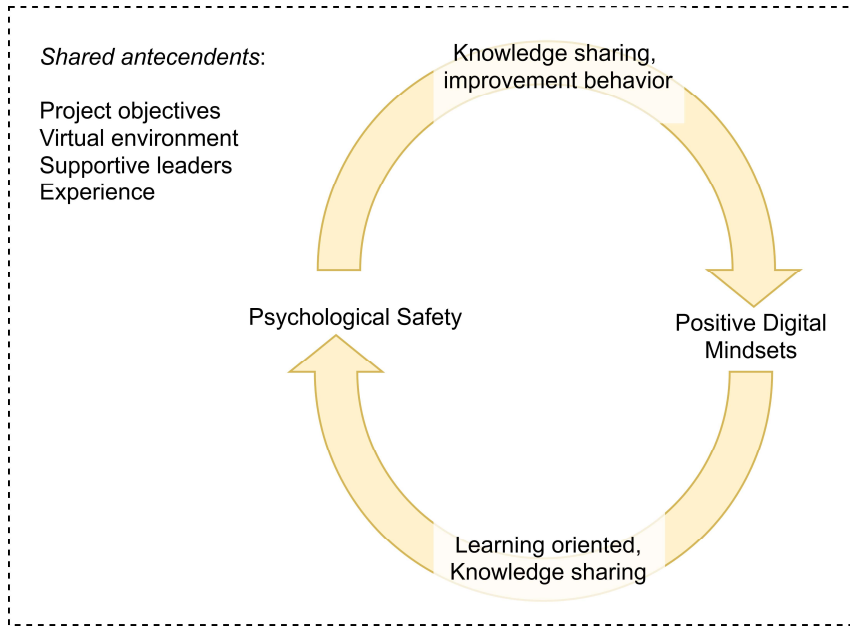 Shared antecendents:
Project objectives
Virtual environment
Supportive leaders
Experience
Knowledge sharing,
improvement behavior
Psychological Safety
Positive Digital
Mindsets
Learning oriented,
Knowledge sharing